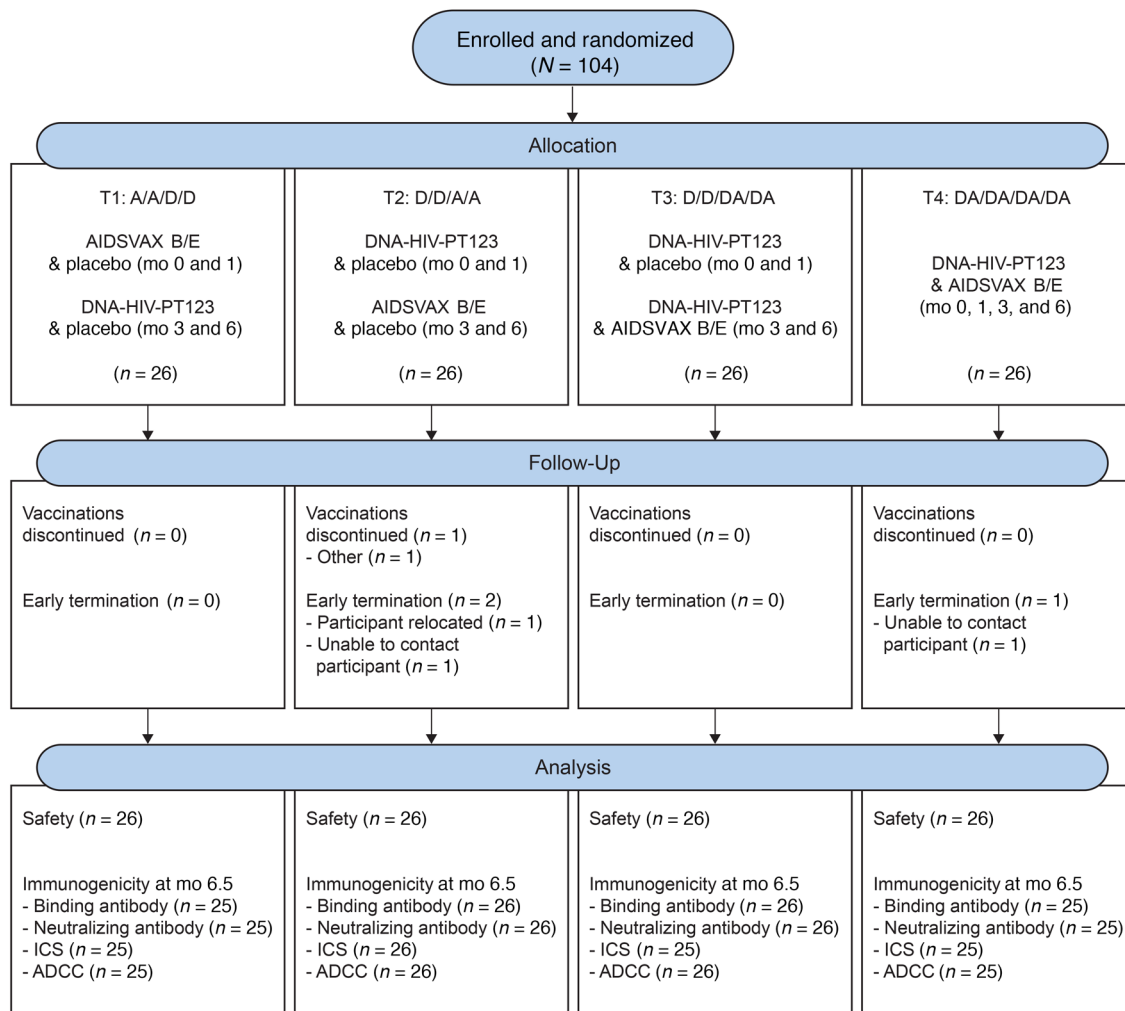 Enrolled and randomized
(N = 104)
Allocation
T1: A/A/D/D
AIDSVAX B/E
& placebo (mo 0 and 1)
DNA-HIV-PT123
& placebo (mo 3 and 6)
(n = 26)
T2: D/D/A/A
DNA-HIV-PT123
& placebo (mo 0 and 1)
AIDSVAX B/E
& placebo (mo 3 and 6)
(n = 26)
T3: D/D/DA/DA
DNA-HIV-PT123
& placebo (mo 0 and 1)
DNA-HIV-PT123
& AIDSVAX B/E (mo 3 and 6)
(n = 26)
T4: DA/DA/DA/DA
DNA-HIV-PT123
& AIDSVAX B/E
(mo 0, 1, 3, and 6)
(n = 26)
Follow-Up
Vaccinations
discontinued (n = 0)
Early termination (n = 0)
Vaccinations
discontinued (n = 1)
- Other (n = 1)
Early termination (n = 2)
- Participant relocated (n = 1)
- Unable to contact
participant (n = 1)
Vaccinations
discontinued (n = 0)
Early termination (n = 0)
Vaccinations
discontinued (n = 0)
Early termination (n = 1)
- Unable to contact
participant (n = 1)
Analysis
Safety (n = 26)
Immunogenicity at mo 6.5
- Binding antibody (n = 25)
- Neutralizing antibody (n = 25)
- ICS (n = 25)
- ADCC (n = 25)
Safety (n = 26)
Immunogenicity at mo 6.5
- Binding antibody (n = 26)
- Neutralizing antibody (n = 26)
- ICS (n = 26)
- ADCC (n = 26)
Safety (n = 26)
Immunogenicity at mo 6.5
- Binding antibody (n = 26)
- Neutralizing antibody (n = 26)
- ICS (n = 25)
- ADCC (n = 26)
Safety (n = 26)
Immunogenicity at mo 6.5
- Binding antibody (n = 25)
- Neutralizing antibody (n = 25)
- ICS (n = 25)
- ADCC (n = 25)